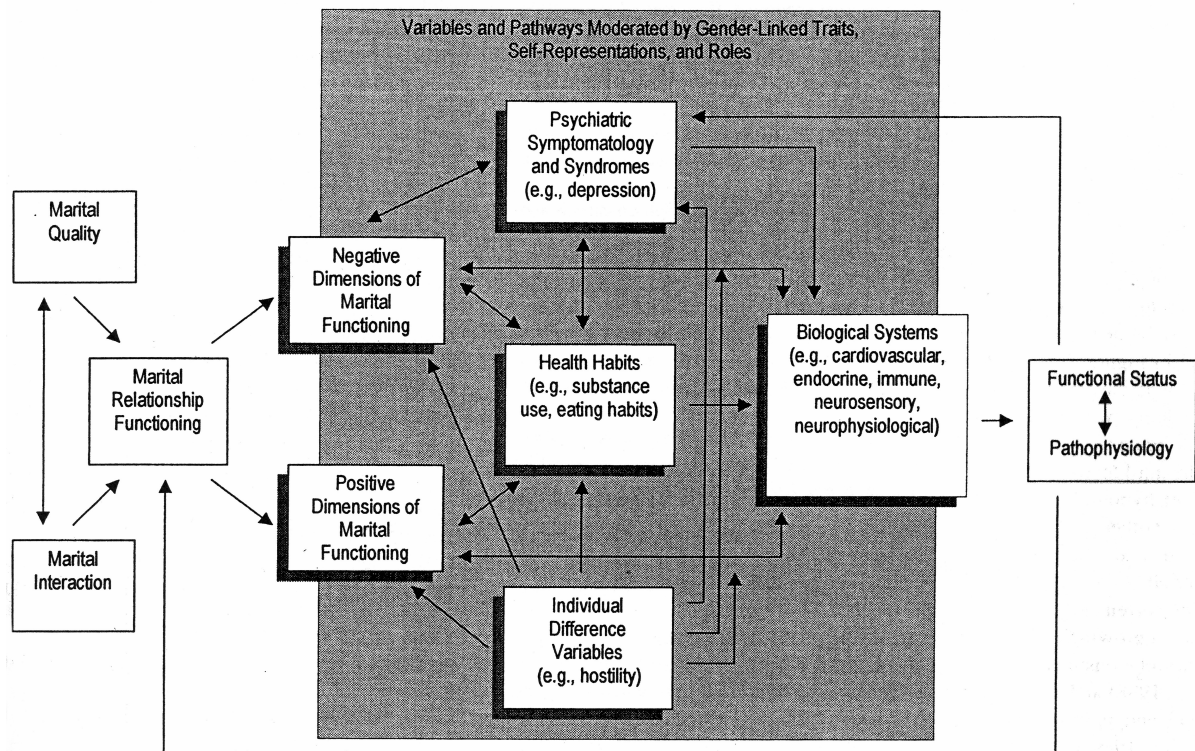 Variables and Pathways Moderated by Gender-Linked Traits,
Self-Representations, and Roles
Psychiatric
Symptomatology
and Syndromes
(e.g., depression)
Marital
Quality
Negative
Dimensions of
Marital
Functioning
Marital
Relationship
Functioning
Health Habits
(e.g., substance
use, eating habits)
Biological Systems
(e.g., cardiovascular,
endocrine, immune,
neurosensory,
neurophysiological)
Functional Status
Pathophysiology
Positive
Dimensions of
Marital
Functioning
Marital
Interaction
Individual
Difference
Variables
(e.g., hostility)